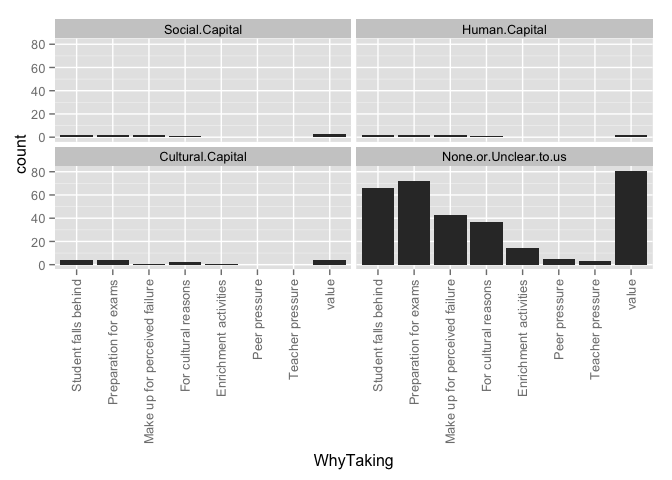 Social.Capital
Human.Capital
80
60
40
20
0
count
Cultural.Capital
None.or.Unclear.to.us
80
60
40
20
0
Student falls behind
Preparation for exams
Make up for perceived failure
For cultural reasons
Enrichment activities
Peer pressure
Teacher pressure
value
Student falls behind
Preparation for exams
Make up for perceived failure
For cultural reasons
Enrichment activities
Peer pressure
Teacher pressure
value
WhyTaking